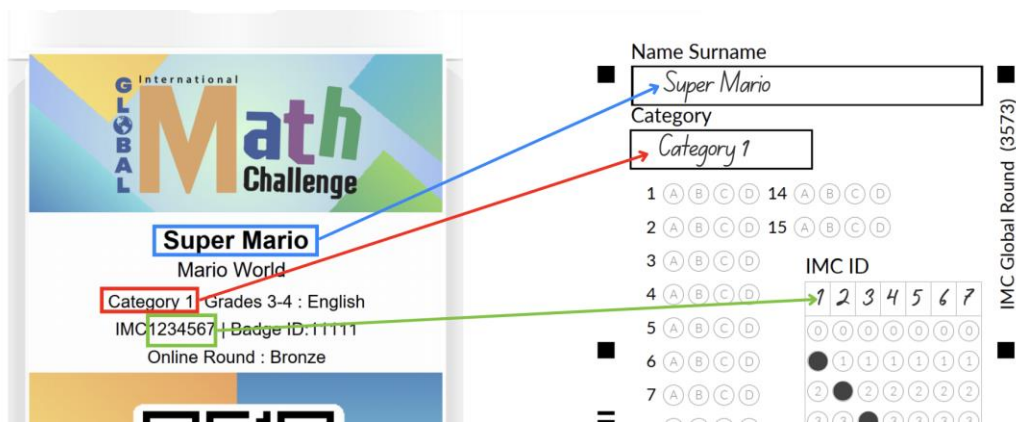 GLOBAL
International
Math
Challenge
Super Mario
Mario World
Category 1 Grades 3-4 : English
IMC1234567 | Badge ID:11111
Online Round : Bronze
Name Surname
Super Mario
Category
Category 1
1 A B C D 14 A B C D
2 A B C D 15 A B C D
3 A B C D
4 A B C D
5 A B C D
6 A B C D
7 A B C D
IMC ID
1 2 3 4 5 6 7
0 0 0 0 0 0 0
1 1 1 1 1 1
2 2 2 2 2 2
IMC Global Round (3573)